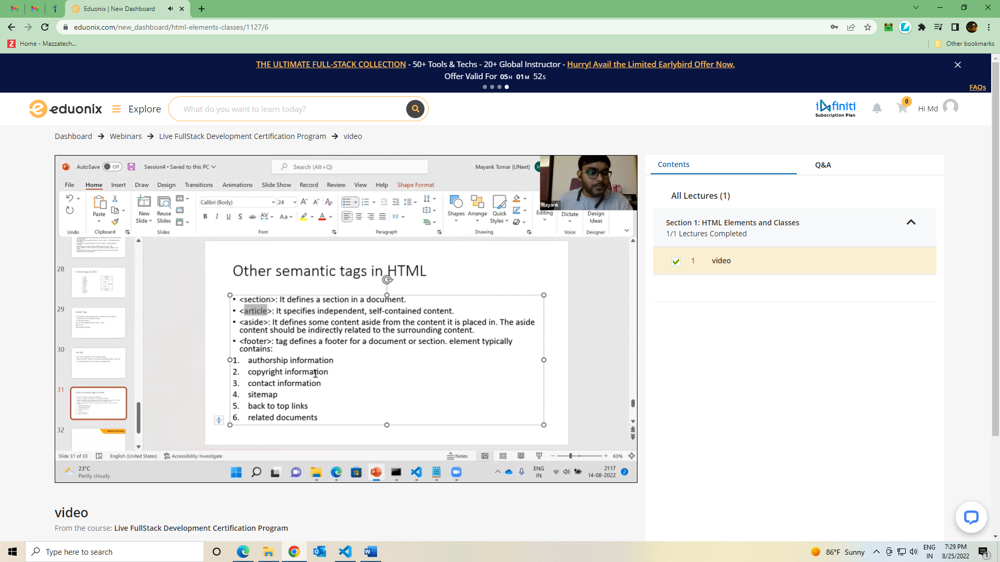 Eduonix | New Dashboard
eduonix.com/new_dashboard/html-elements-classes/1127/6
Home - Mazzatech...
Other bookmarks
THE ULTIMATE FULL-STACK COLLECTION - 50+ Tools & Techs - 20+ Global Instructor - Hurry! Avail the Limited Earlybird Offer Now.
Offer Valid For 05H 01M 52S
FAQs
eduonix
Explore
What do you want to learn today?
infiniti
Subscription Plan
0
Hi Md
Dashboard → Webinars → Live FullStack Development Certification Program → video
AutoSave Off
Session4 • Saved to this PC
Search (Alt+Q)
Mayank Tomar [UNext]
File Home Insert Draw Design Transitions Animations Slide Show Record Review View Help Shape Format
Mayank
Calibri (Body) 24
Paste
New Slide
Reuse Slides
Shapes
Arrange
Quick Styles
Editing
Dictate
Design Ideas
Undo Clipboard Slides Font Paragraph Drawing Voice Designer
28
29
30
31
32
Other semantic tags in HTML
• <section>: It defines a section in a document.
• <article>: It specifies independent, self-contained content.
• <aside>: It defines some content aside from the content it is placed in. The aside
content should be indirectly related to the surrounding content.
• <footer>: tag defines a footer for a document or section. element typically
contains:
1. authorship information
2. copyright information
3. contact information
4. sitemap
5. back to top links
6. related documents
Slide 31 of 33
English (United States)
Accessibility: Investigate
Notes
63%
23°C
Partly cloudy
ENG
IN
21:17
14-08-2022
2
Contents
Q&A
All Lectures (1)
Section 1: HTML Elements and Classes
1/1 Lectures Completed
1 video
video
From the course: Live FullStack Development Certification Program
Type here to search
86°F Sunny
ENG
IN
7:29 PM
8/25/2022
1